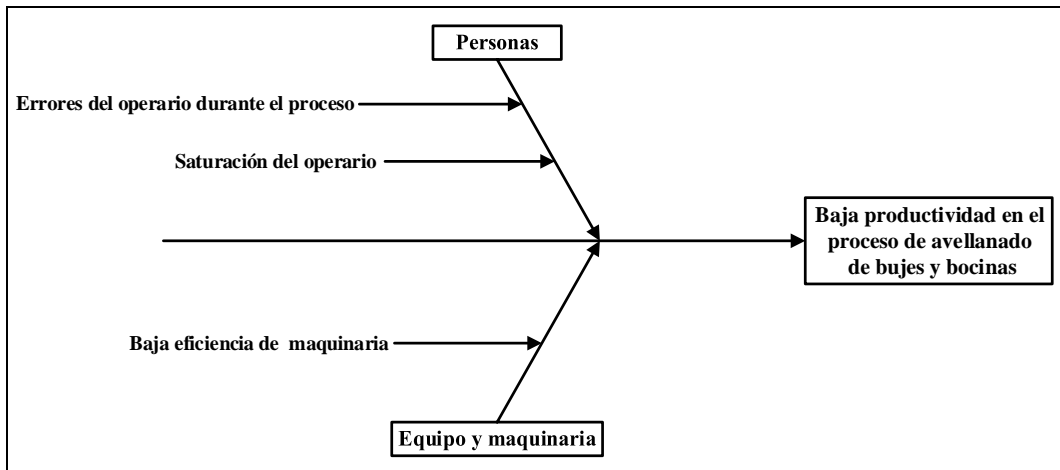 Personas
Errores del operario durante el proceso
Saturación del operario
Baja productividad en el
proceso de avellanado
de bujes y bocinas
Baja eficiencia de maquinaria
Equipo y maquinaria